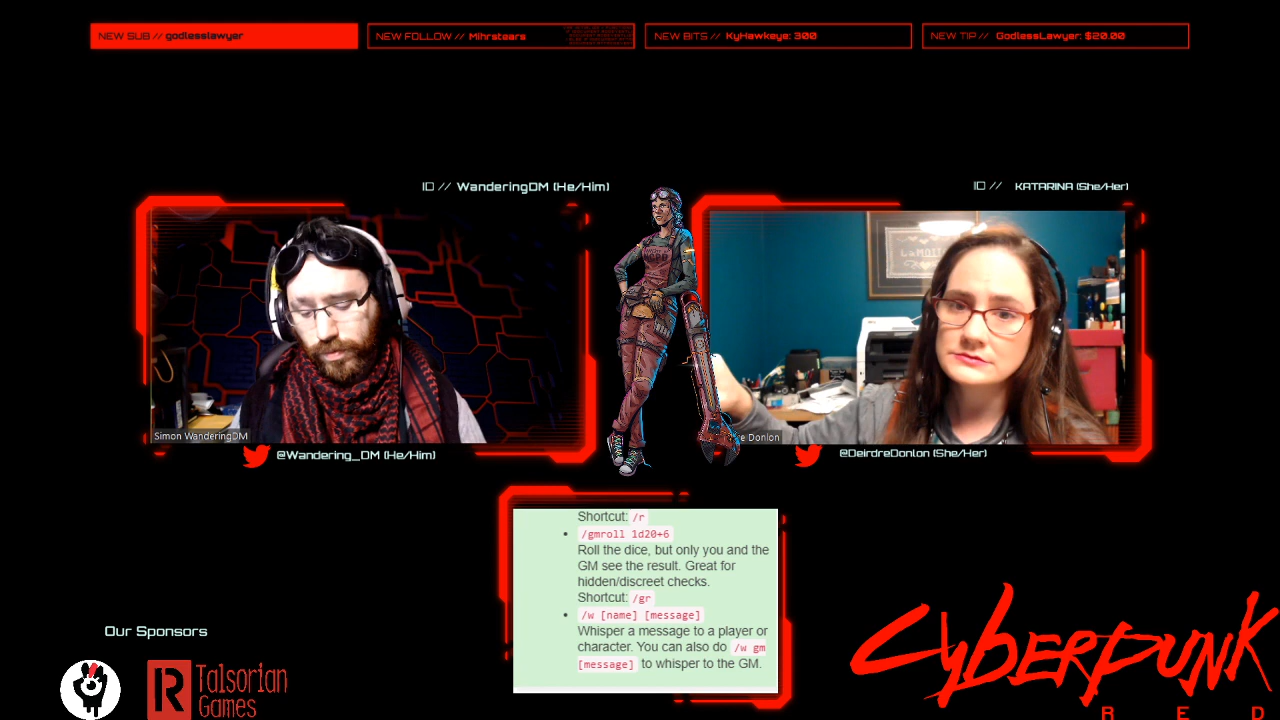 NEW SUB // godlesslawyer
NEW FOLLOW // M|hrstears
NEW BITS // KyHawkeye: 300
NEW TIP // GodlessLawyer: $20.00
ID // WanderingDM (He/Him)
ID // KATARINA (She/Her)
LaMOTT
Simon WanderingDM
e Donlon
@Wandering_DM (He/Him)
@DeirdreDonlon (She/Her)
Shortcut: /r
• /gmroll 1d20+6
Roll the dice, but only you and the
GM see the result. Great for
hidden/discreet checks.
Shortcut: /gr
• /w [name] [message]
Whisper a message to a player or
character. You can also do /w gm
[message] to whisper to the GM.
Our Sponsors
R Talsorian
Games
CYBERPUNK
RED